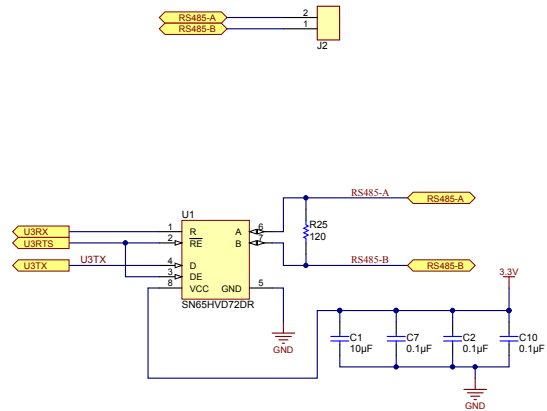 RS485-A 2
RS485-B 1
J2
U1
RS485-A RS485-A
U3RX 1 R A 6
R25
U3RTS 2 RE B 7
120
U3TX U3TX 4 D
RS485-B RS485-B
3 DE
8 VCC GND 5
3.3V
SN65HVD72DR
GND
C1 C7 C2 C10
10µF 0.1µF 0.1µF 0.1µF
GND